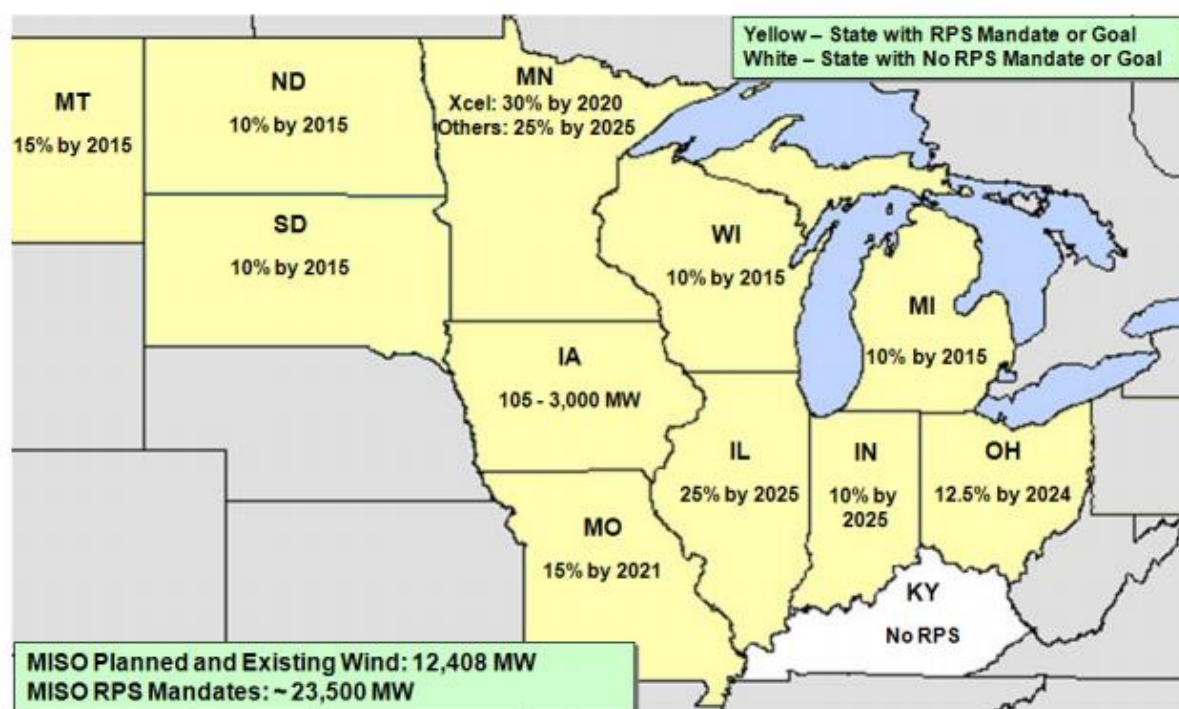 Yellow – State with RPS Mandate or Goal
White – State with No RPS Mandate or Goal
MT
15% by 2015
ND
10% by 2015
MN
Xcel: 30% by 2020
Others: 25% by 2025
SD
10% by 2015
WI
10% by 2015
MI
10% by 2015
IA
105 - 3,000 MW
IL
25% by 2025
IN
10% by
2025
OH
12.5% by 2024
MO
15% by 2021
KY
No RPS
MISO Planned and Existing Wind: 12,408 MW
MISO RPS Mandates: ~ 23,500 MW